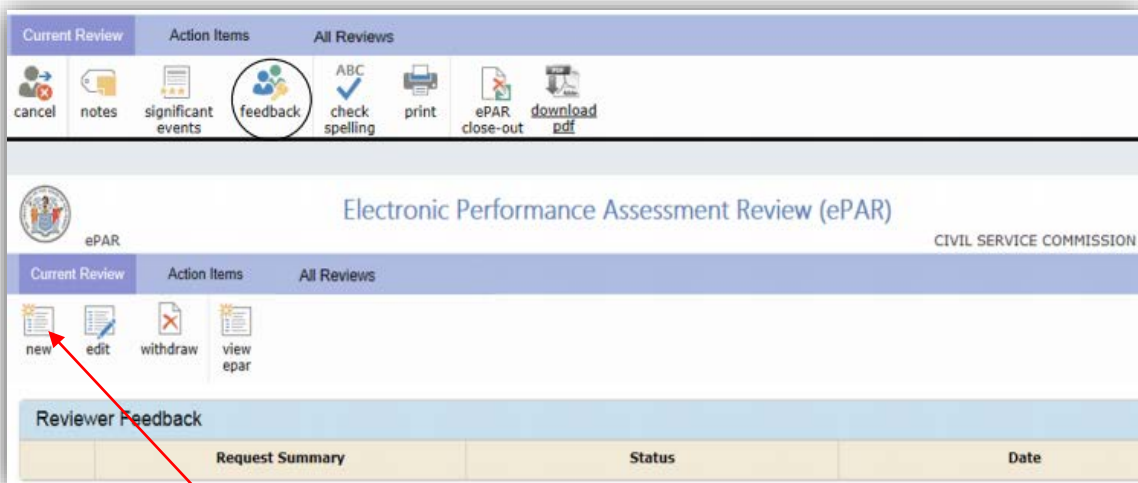 Current Review Action Items All Reviews
ABC
cancel notes significant events feedback check spelling print ePAR close-out download pdf
Electronic Performance Assessment Review (ePAR)
ePAR
CIVIL SERVICE COMMISSION
Current Review Action Items All Reviews
new edit withdraw view epar
Reviewer Feedback
Request Summary Status Date